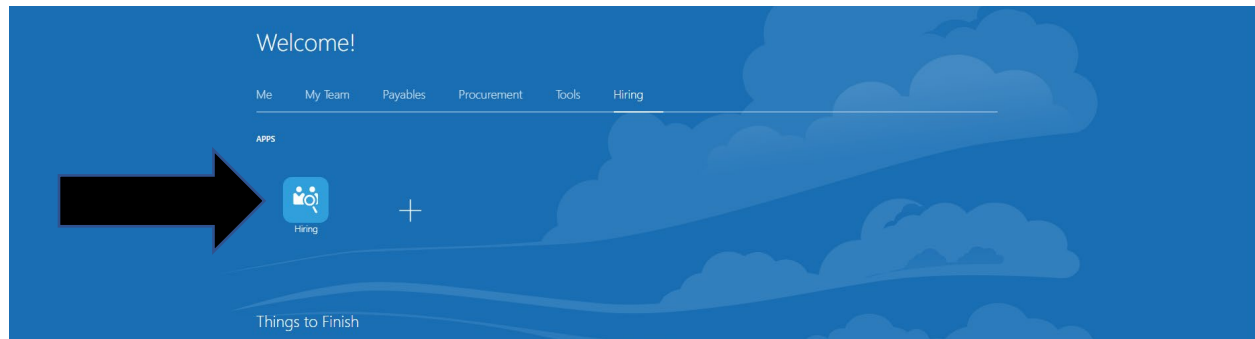 Welcome!
Me My Team Payables Procurement Tools Hiring
APPS
Hiring
Things to Finish